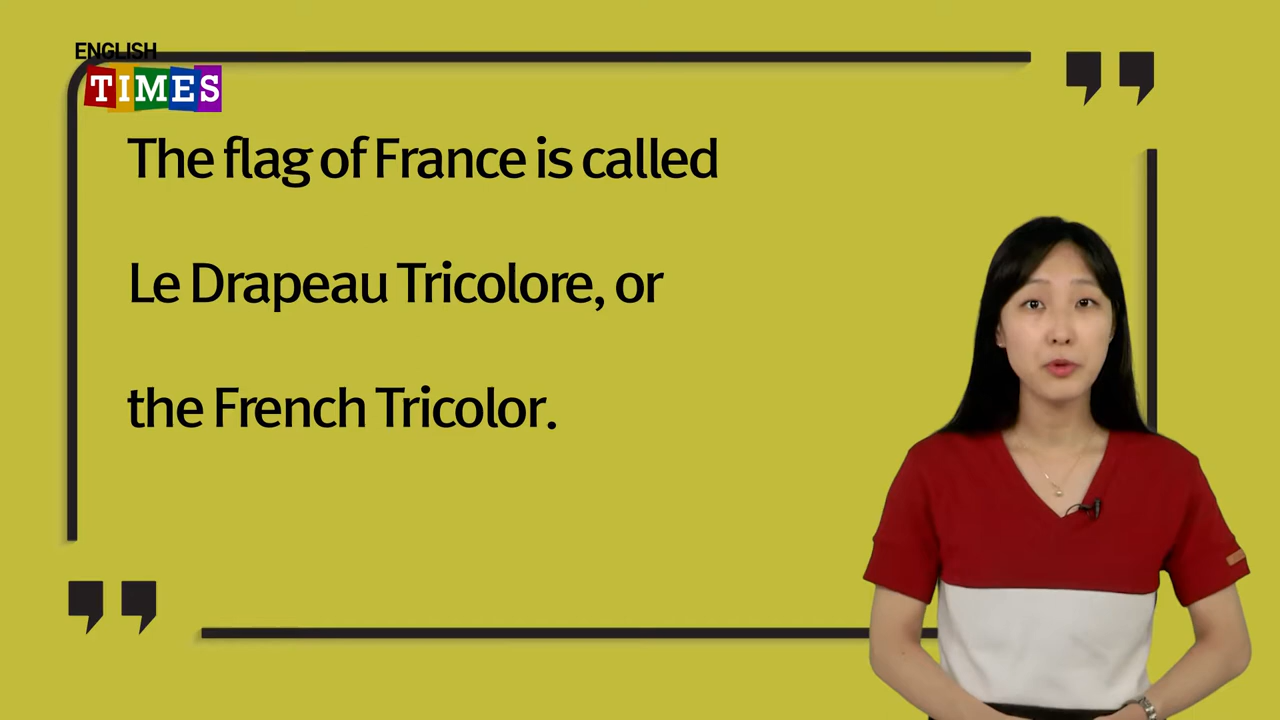 ENGLISH
TIMES
The flag of France is called
Le Drapeau Tricolore, or
the French Tricolor.